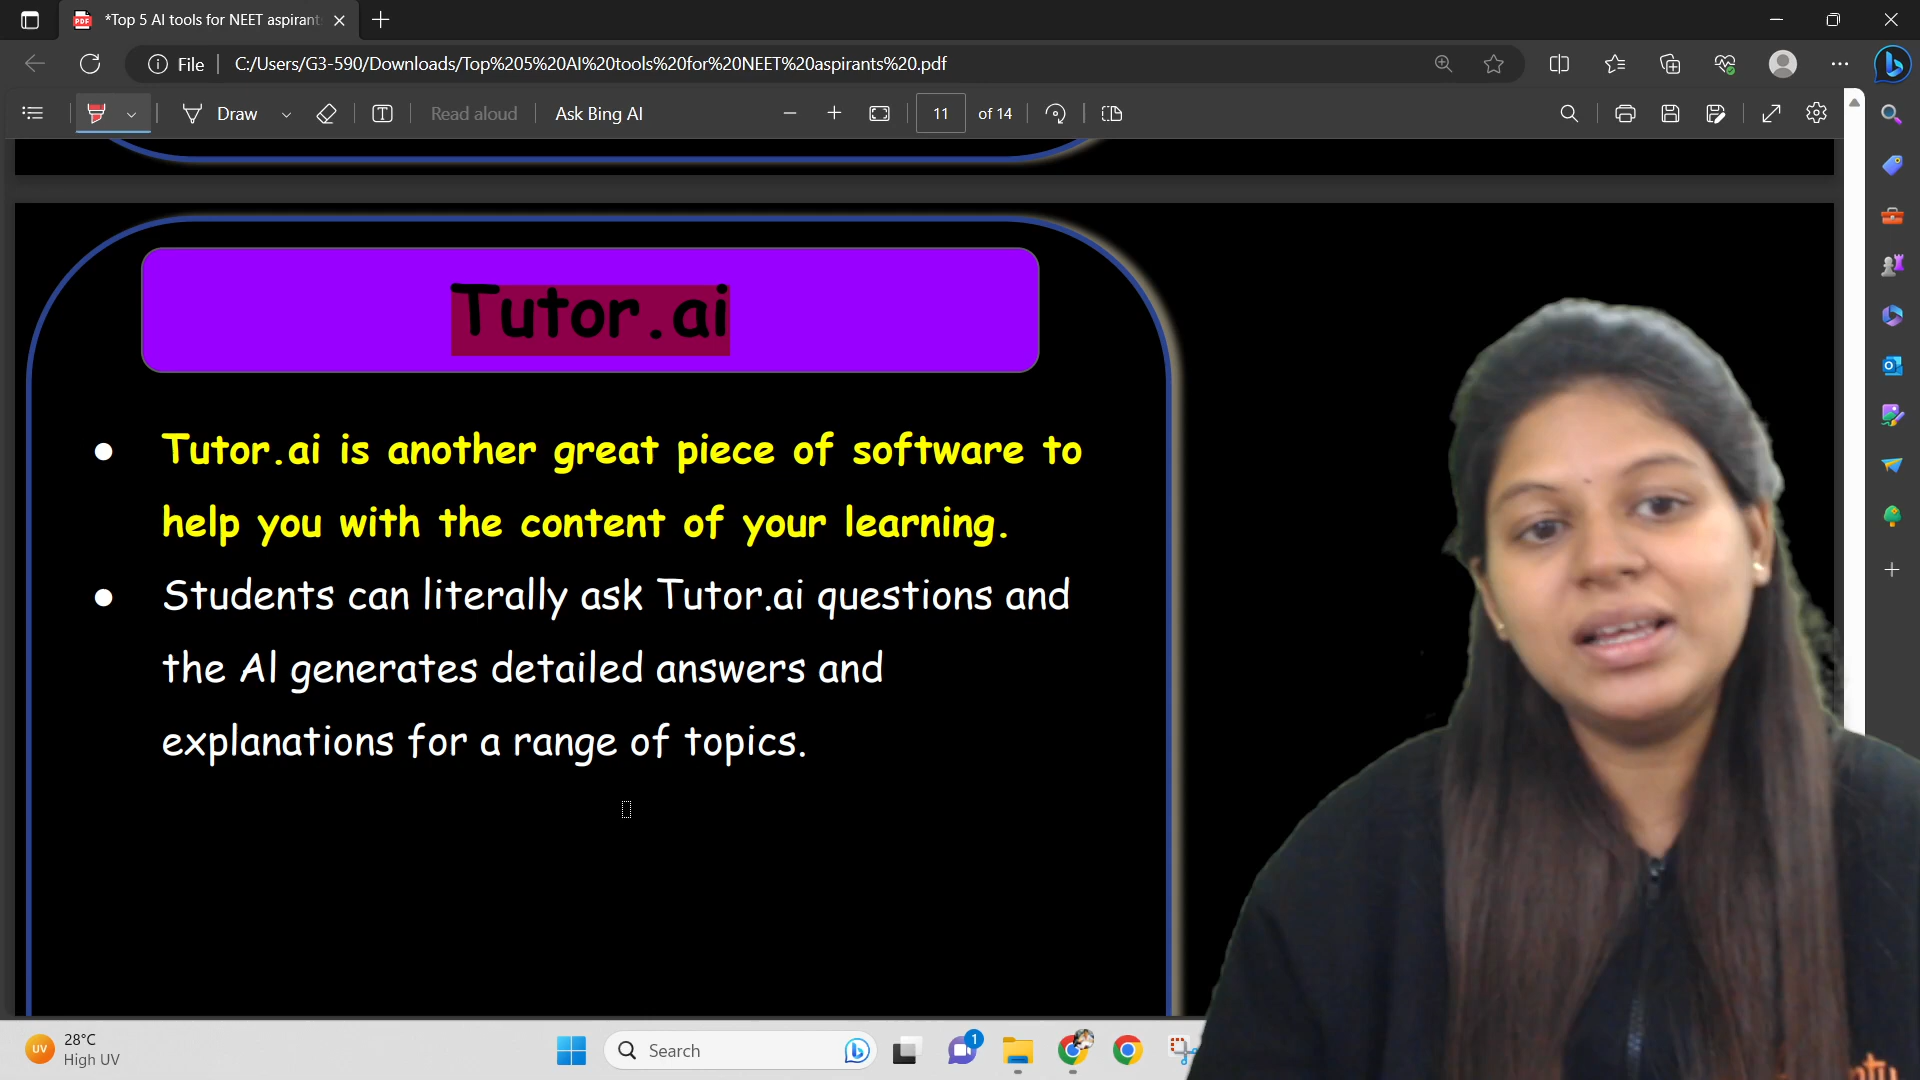 *Top 5 AI tools for NEET aspirant
File
C:/Users/G3-590/Downloads/Top%205%20AI%20tools%20for%20NEET%20aspirants%20.pdf
Draw
Read aloud
Ask Bing AI
11 of 14
Tutor.ai
● Tutor.ai is another great piece of software to
help you with the content of your learning.
● Students can literally ask Tutor.ai questions and
the AI generates detailed answers and
explanations for a range of topics.
UV
28°C
High UV
Search
1